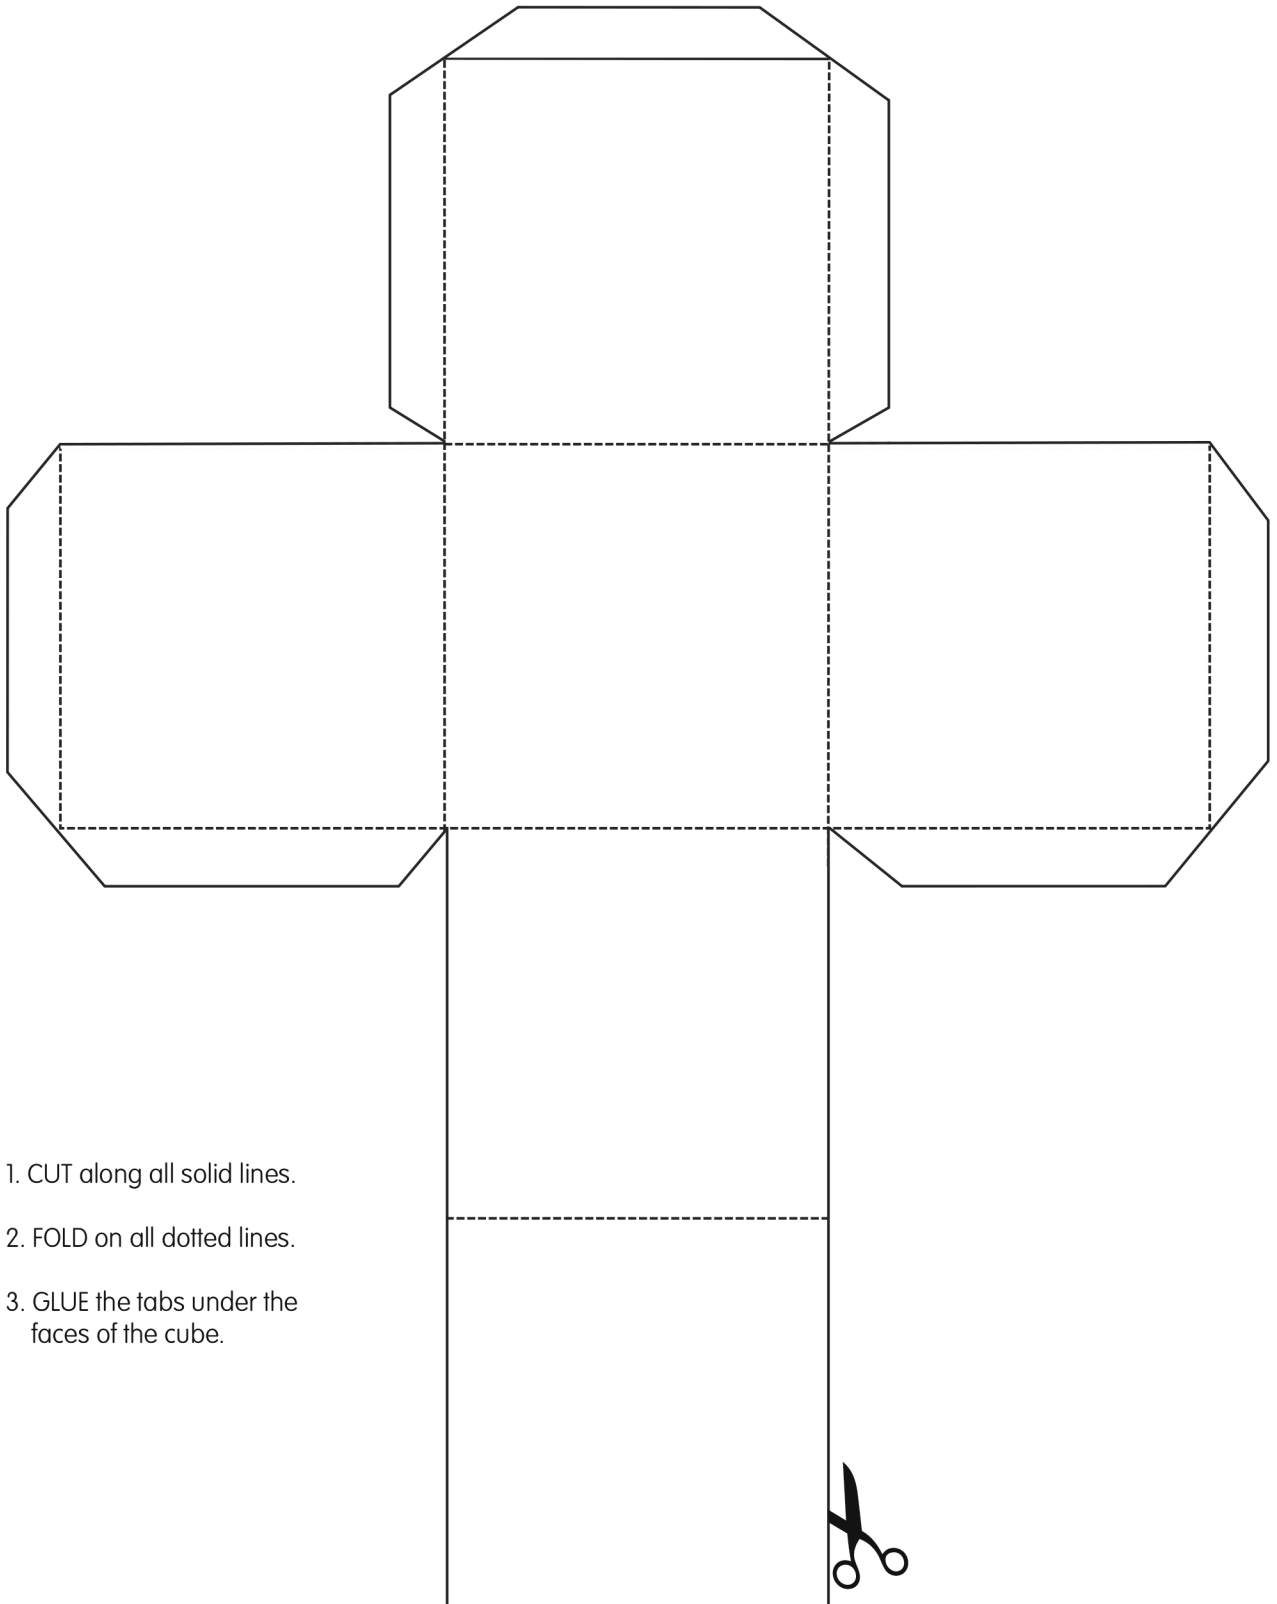 1. CUT along all solid lines.
2. FOLD on all dotted lines.
3. GLUE the tabs under the
faces of the cube.